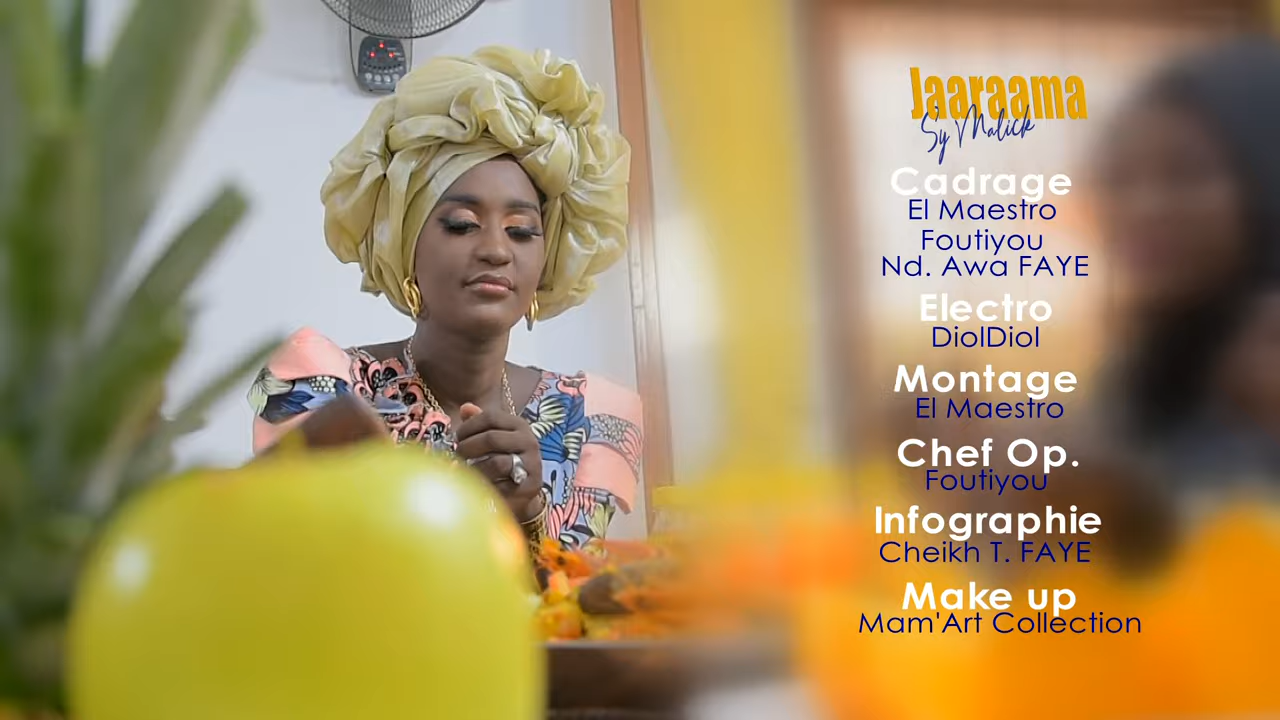 Jaaraama
Sy Malick
Cadrage
El Maestro
Foutiyou
Nd. Awa FAYE
Electro
DiolDiol
Montage
El Maestro
Chef Op.
Foutiyou
Infographie
Cheikh T. FAYE
Make up
Mam'Art Collection